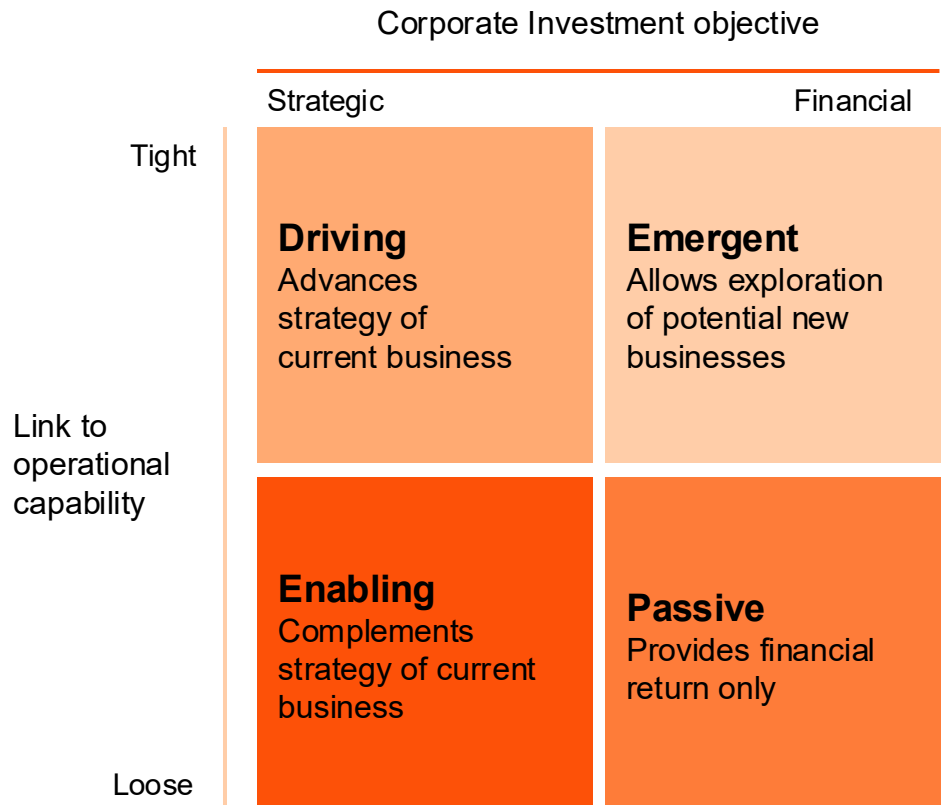 Corporate Investment objective
Strategic
Financial
Tight
Driving
Advances
strategy of
current business
Emergent
Allows exploration
of potential new
businesses
Link to
operational
capability
Enabling
Complements
strategy of current
business
Passive
Provides financial
return only
Loose